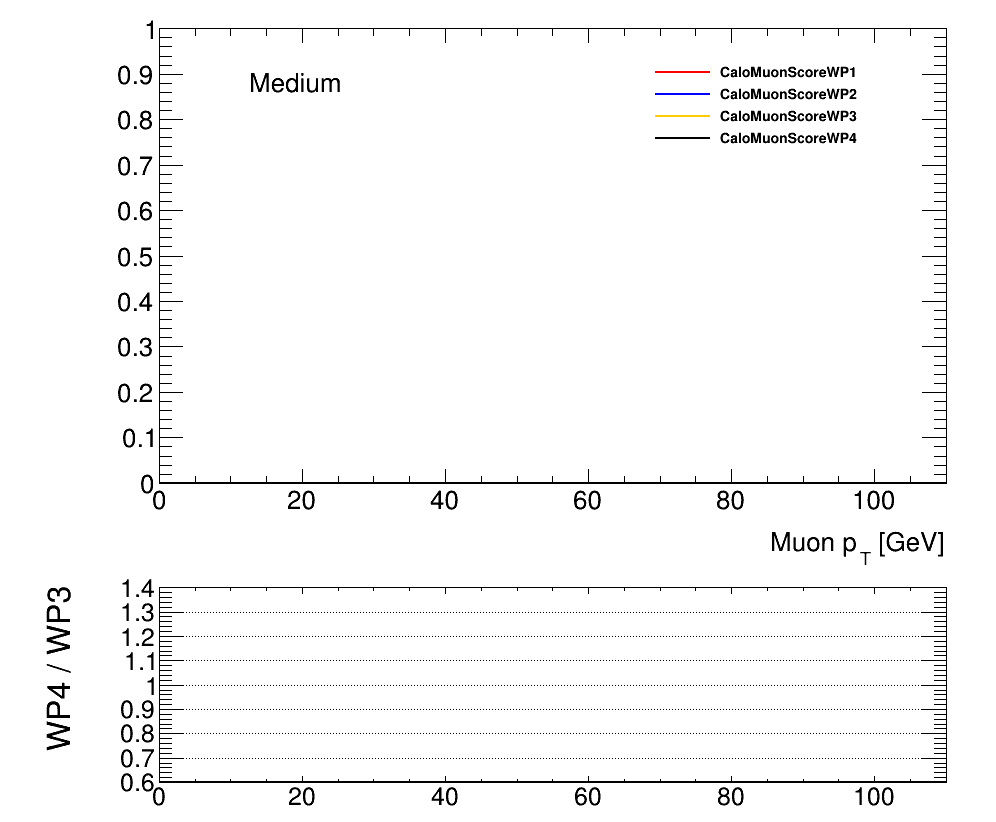 1
0.9
0.8
0.7
0.6
0.5
0.4
0.3
0.2
0.1
0
Medium
CaloMuonScoreWP1
CaloMuonScoreWP2
CaloMuonScoreWP3
CaloMuonScoreWP4
0 20 40 60 80 100
Muon p_T [GeV]
WP4 / WP3
1.4
1.3
1.2
1.1
1
0.9
0.8
0.7
0.6
0 20 40 60 80 100